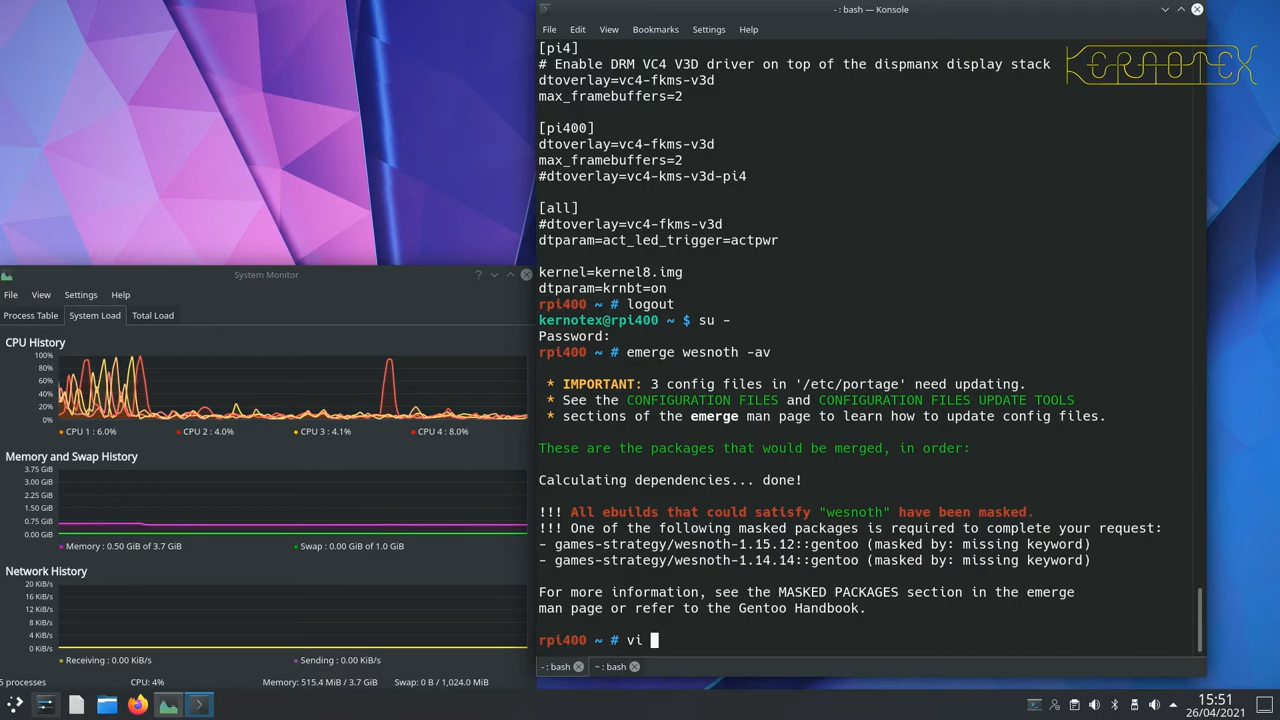 - : bash — Konsole
File Edit View Bookmarks Settings Help
[pi4]
# Enable DRM VC4 V3D driver on top of the dispmanx display stack
dtoverlay=vc4-fkms-v3d
max_framebuffers=2
[pi400]
dtoverlay=vc4-fkms-v3d
max_framebuffers=2
#dtoverlay=vc4-kms-v3d-pi4
[all]
#dtoverlay=vc4-fkms-v3d
dtparam=act_led_trigger=actpwr
kernel=kernel8.img
dtparam=krnbt=on
rpi400 ~ # logout
kernotex@rpi400 ~ $ su -
Password:
rpi400 ~ # emerge wesnoth -av
* IMPORTANT: 3 config files in '/etc/portage' need updating.
* See the CONFIGURATION FILES and CONFIGURATION FILES UPDATE TOOLS
* sections of the emerge man page to learn how to update config files.
These are the packages that would be merged, in order:
Calculating dependencies... done!
!!! All ebuilds that could satisfy "wesnoth" have been masked.
!!! One of the following masked packages is required to complete your request:
- games-strategy/wesnoth-1.15.12::gentoo (masked by: missing keyword)
- games-strategy/wesnoth-1.14.14::gentoo (masked by: missing keyword)
For more information, see the MASKED PACKAGES section in the emerge
man page or refer to the Gentoo Handbook.
rpi400 ~ # vi
- : bash
~ : bash
KERNOTEX
System Monitor
File View Settings Help
Process Table System Load Total Load
CPU History
100%
80%
60%
40%
20%
0%
CPU 1 : 6.0% CPU 2 : 4.0% CPU 3 : 4.1% CPU 4 : 8.0%
Memory and Swap History
3.75 GiB
3.00 GiB
2.25 GiB
1.50 GiB
0.75 GiB
0.00 GiB
Memory : 0.50 GiB of 3.7 GiB Swap : 0.00 GiB of 1.0 GiB
Network History
20 KiB/s
16 KiB/s
12 KiB/s
8 KiB/s
4 KiB/s
0 KiB/s
Receiving : 0.00 KiB/s Sending : 0.00 KiB/s
5 processes CPU: 4% Memory: 515.4 MiB / 3.7 GiB Swap: 0 B / 1,024.0 MiB
15:51
26/04/2021